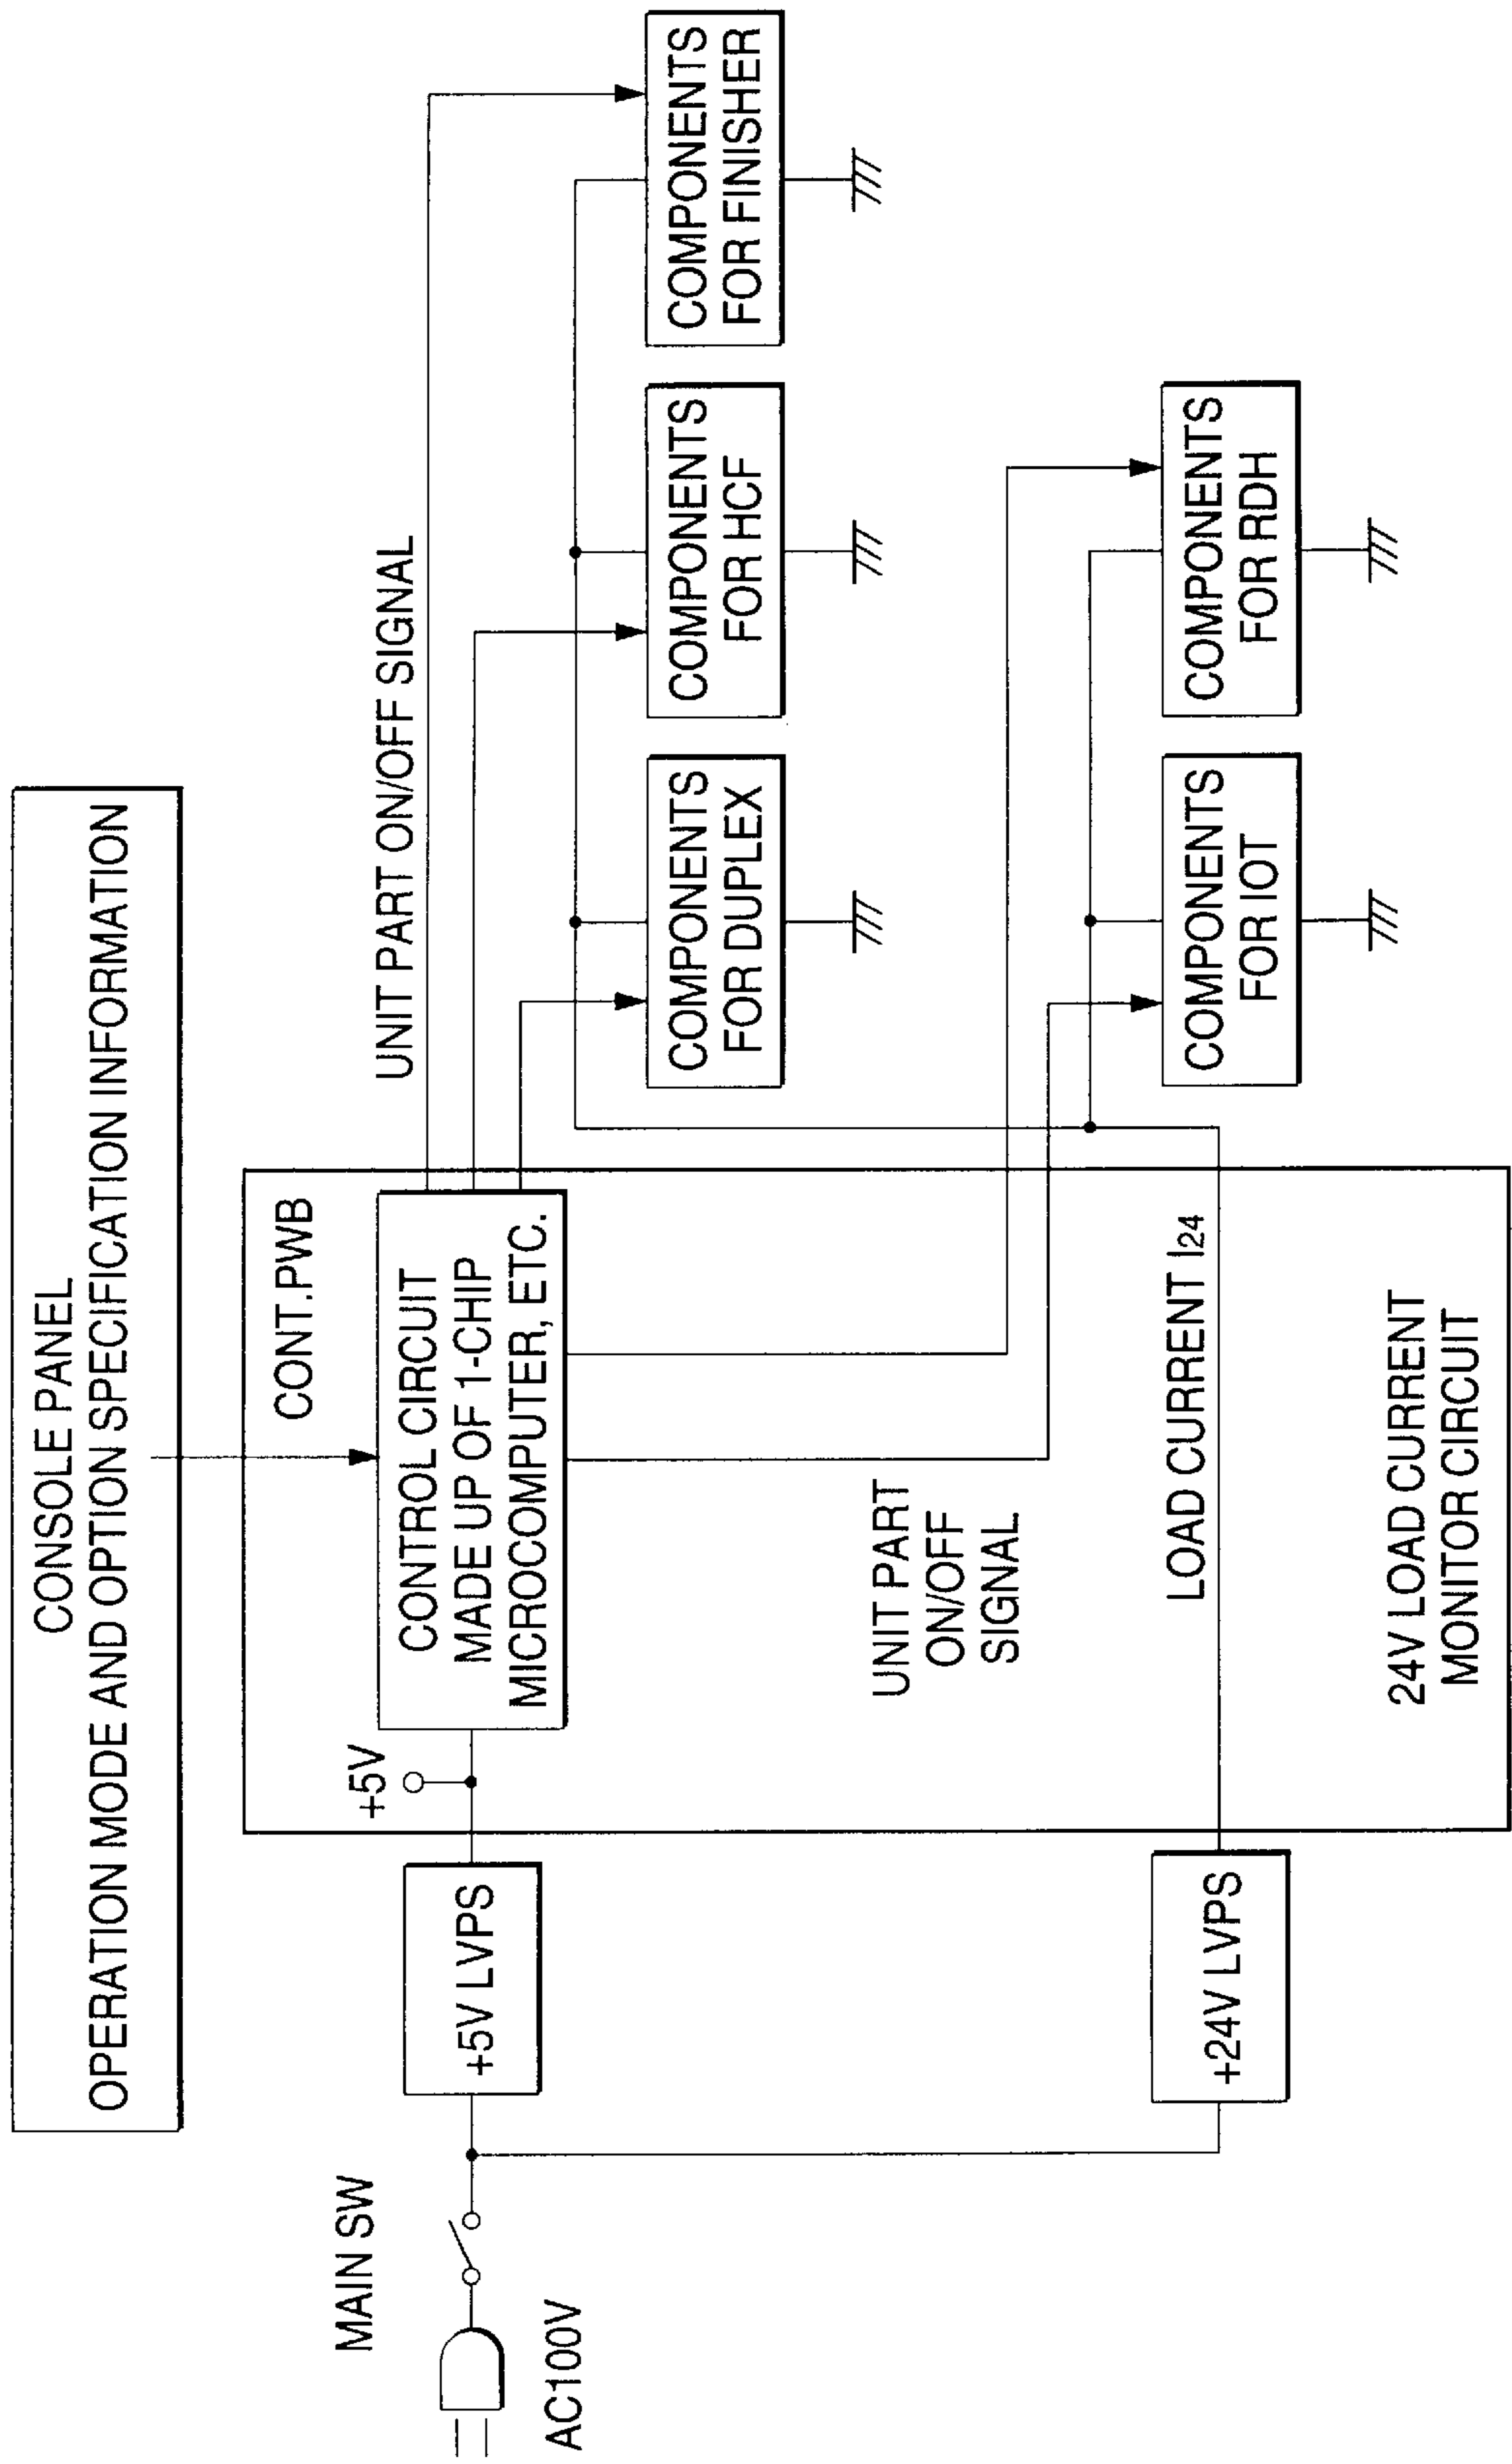 CONSOLE PANEL
OPERATION MODE AND OPTION SPECIFICATION INFORMATION
MAIN SW
AC100V
+5V LVPS
+5V
CONT.PWB
CONTROL CIRCUIT
MADE UP OF 1-CHIP
MICROCOMPUTER, ETC.
UNIT PART ON/OFF SIGNAL
COMPONENTS
FOR DUPLEX
COMPONENTS
FOR HCF
COMPONENTS
FOR FINISHER
UNIT PART
ON/OFF
SIGNAL
+24V LVPS
LOAD CURRENT I24
24V LOAD CURRENT
MONITOR CIRCUIT
COMPONENTS
FOR IOT
COMPONENTS
FOR RDH